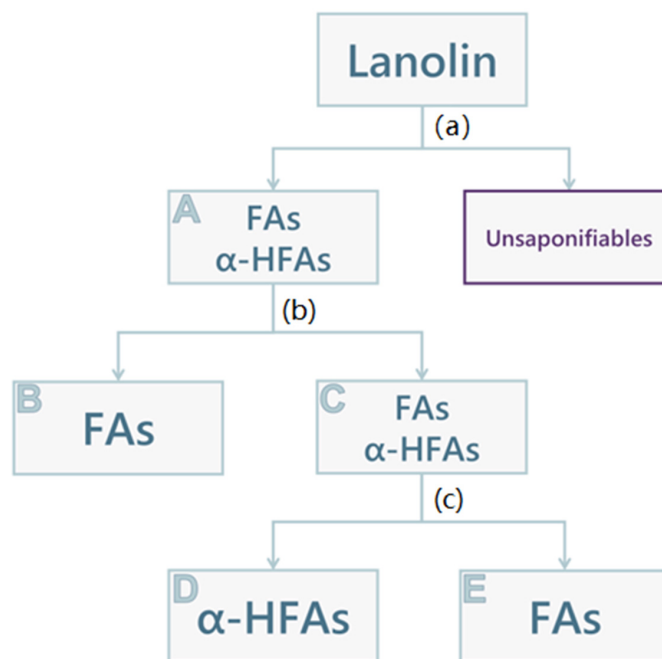 Lanolin
(a)
A
FAs
α-HFAs
Unsaponifiables
(b)
B
FAs
C
FAs
α-HFAs
(c)
D
α-HFAs
E
FAs